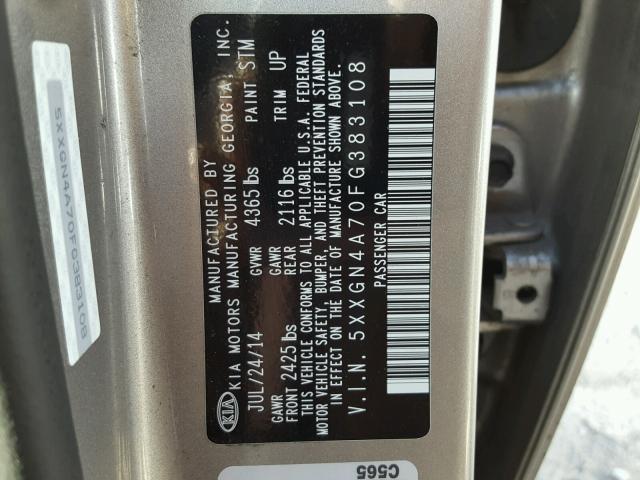 MANUFACTURED BY
KIA KIA MOTORS MANUFACTURING GEORGIA, INC.
JUL/24/14 GVWR 4365 lbs PAINT STM
GAWR GAWR TRIM UP
FRONT 2425 lbs REAR 2116 lbs
THIS VEHICLE CONFORMS TO ALL APPLICABLE U.S.A. FEDERAL
MOTOR VEHICLE SAFETY, BUMPER, AND THEFT PREVENTION STANDARDS
IN EFFECT ON THE DATE OF MANUFACTURE SHOWN ABOVE.
V.I.N. 5XXGN4A70FG383108
PASSENGER CAR
5XXGN4A70FG383108
C565